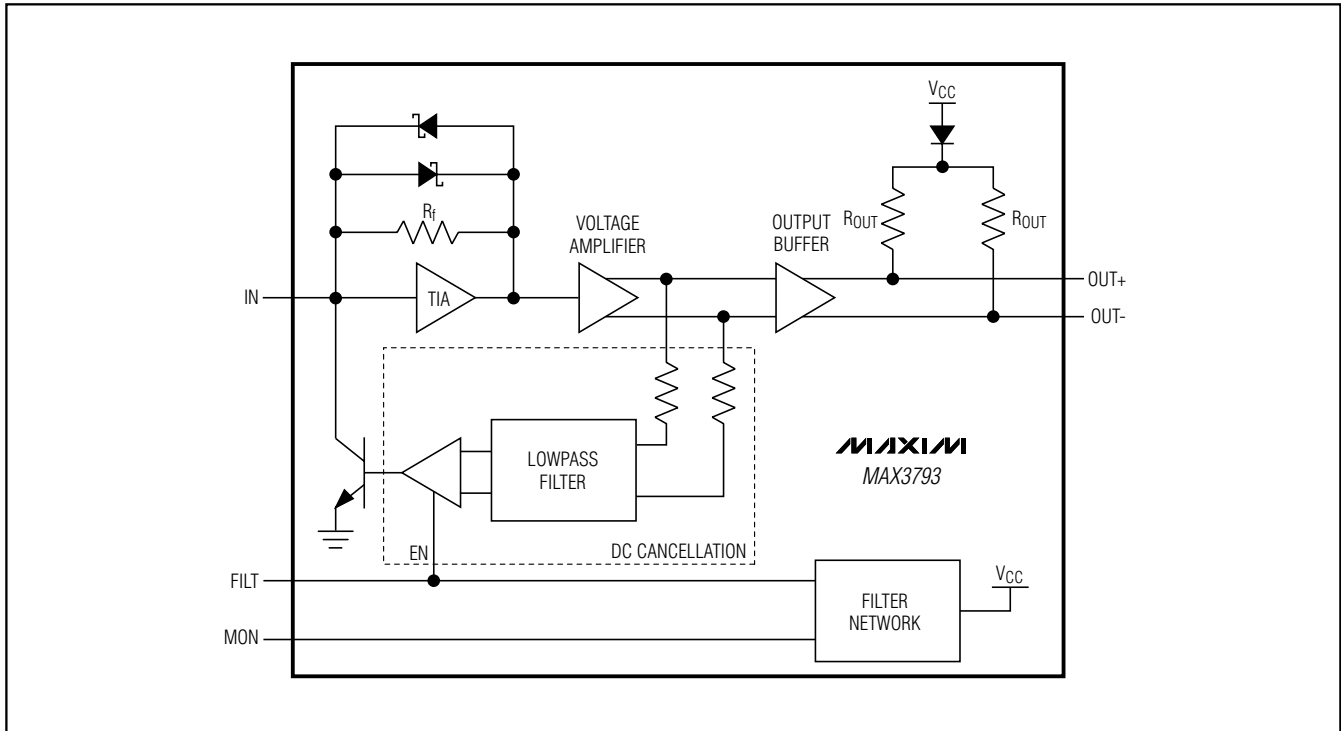 VCC
Rf
VOLTAGE
AMPLIFIER
OUTPUT
BUFFER
ROUT
ROUT
IN
TIA
OUT+
OUT-
LOWPASS
FILTER
MAXIM
MAX3793
EN
DC CANCELLATION
FILT
MON
FILTER
NETWORK
VCC